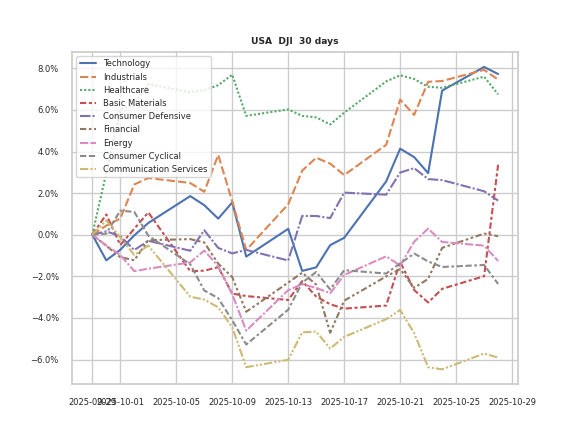 USA DJI 30 days
Technology
Industrials
Healthcare
Basic Materials
Consumer Defensive
Financial
Energy
Consumer Cyclical
Communication Services
8.0%
6.0%
4.0%
2.0%
0.0%
−2.0%
−4.0%
−6.0%
2025-09-29 2025-10-01 2025-10-05 2025-10-09 2025-10-13 2025-10-17 2025-10-21 2025-10-25 2025-10-29